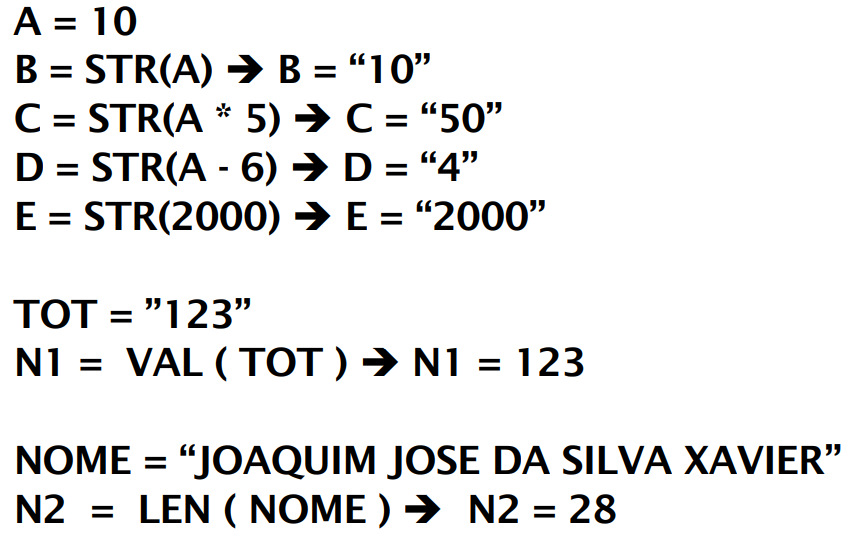 A = 10
B = STR(A) ➔ B = “10”
C = STR(A * 5) ➔ C = “50”
D = STR(A - 6) ➔ D = “4”
E = STR(2000) ➔ E = “2000”
TOT = ”123”
N1 = VAL ( TOT ) ➔ N1 = 123
NOME = “JOAQUIM JOSE DA SILVA XAVIER”
N2 = LEN ( NOME ) ➔ N2 = 28